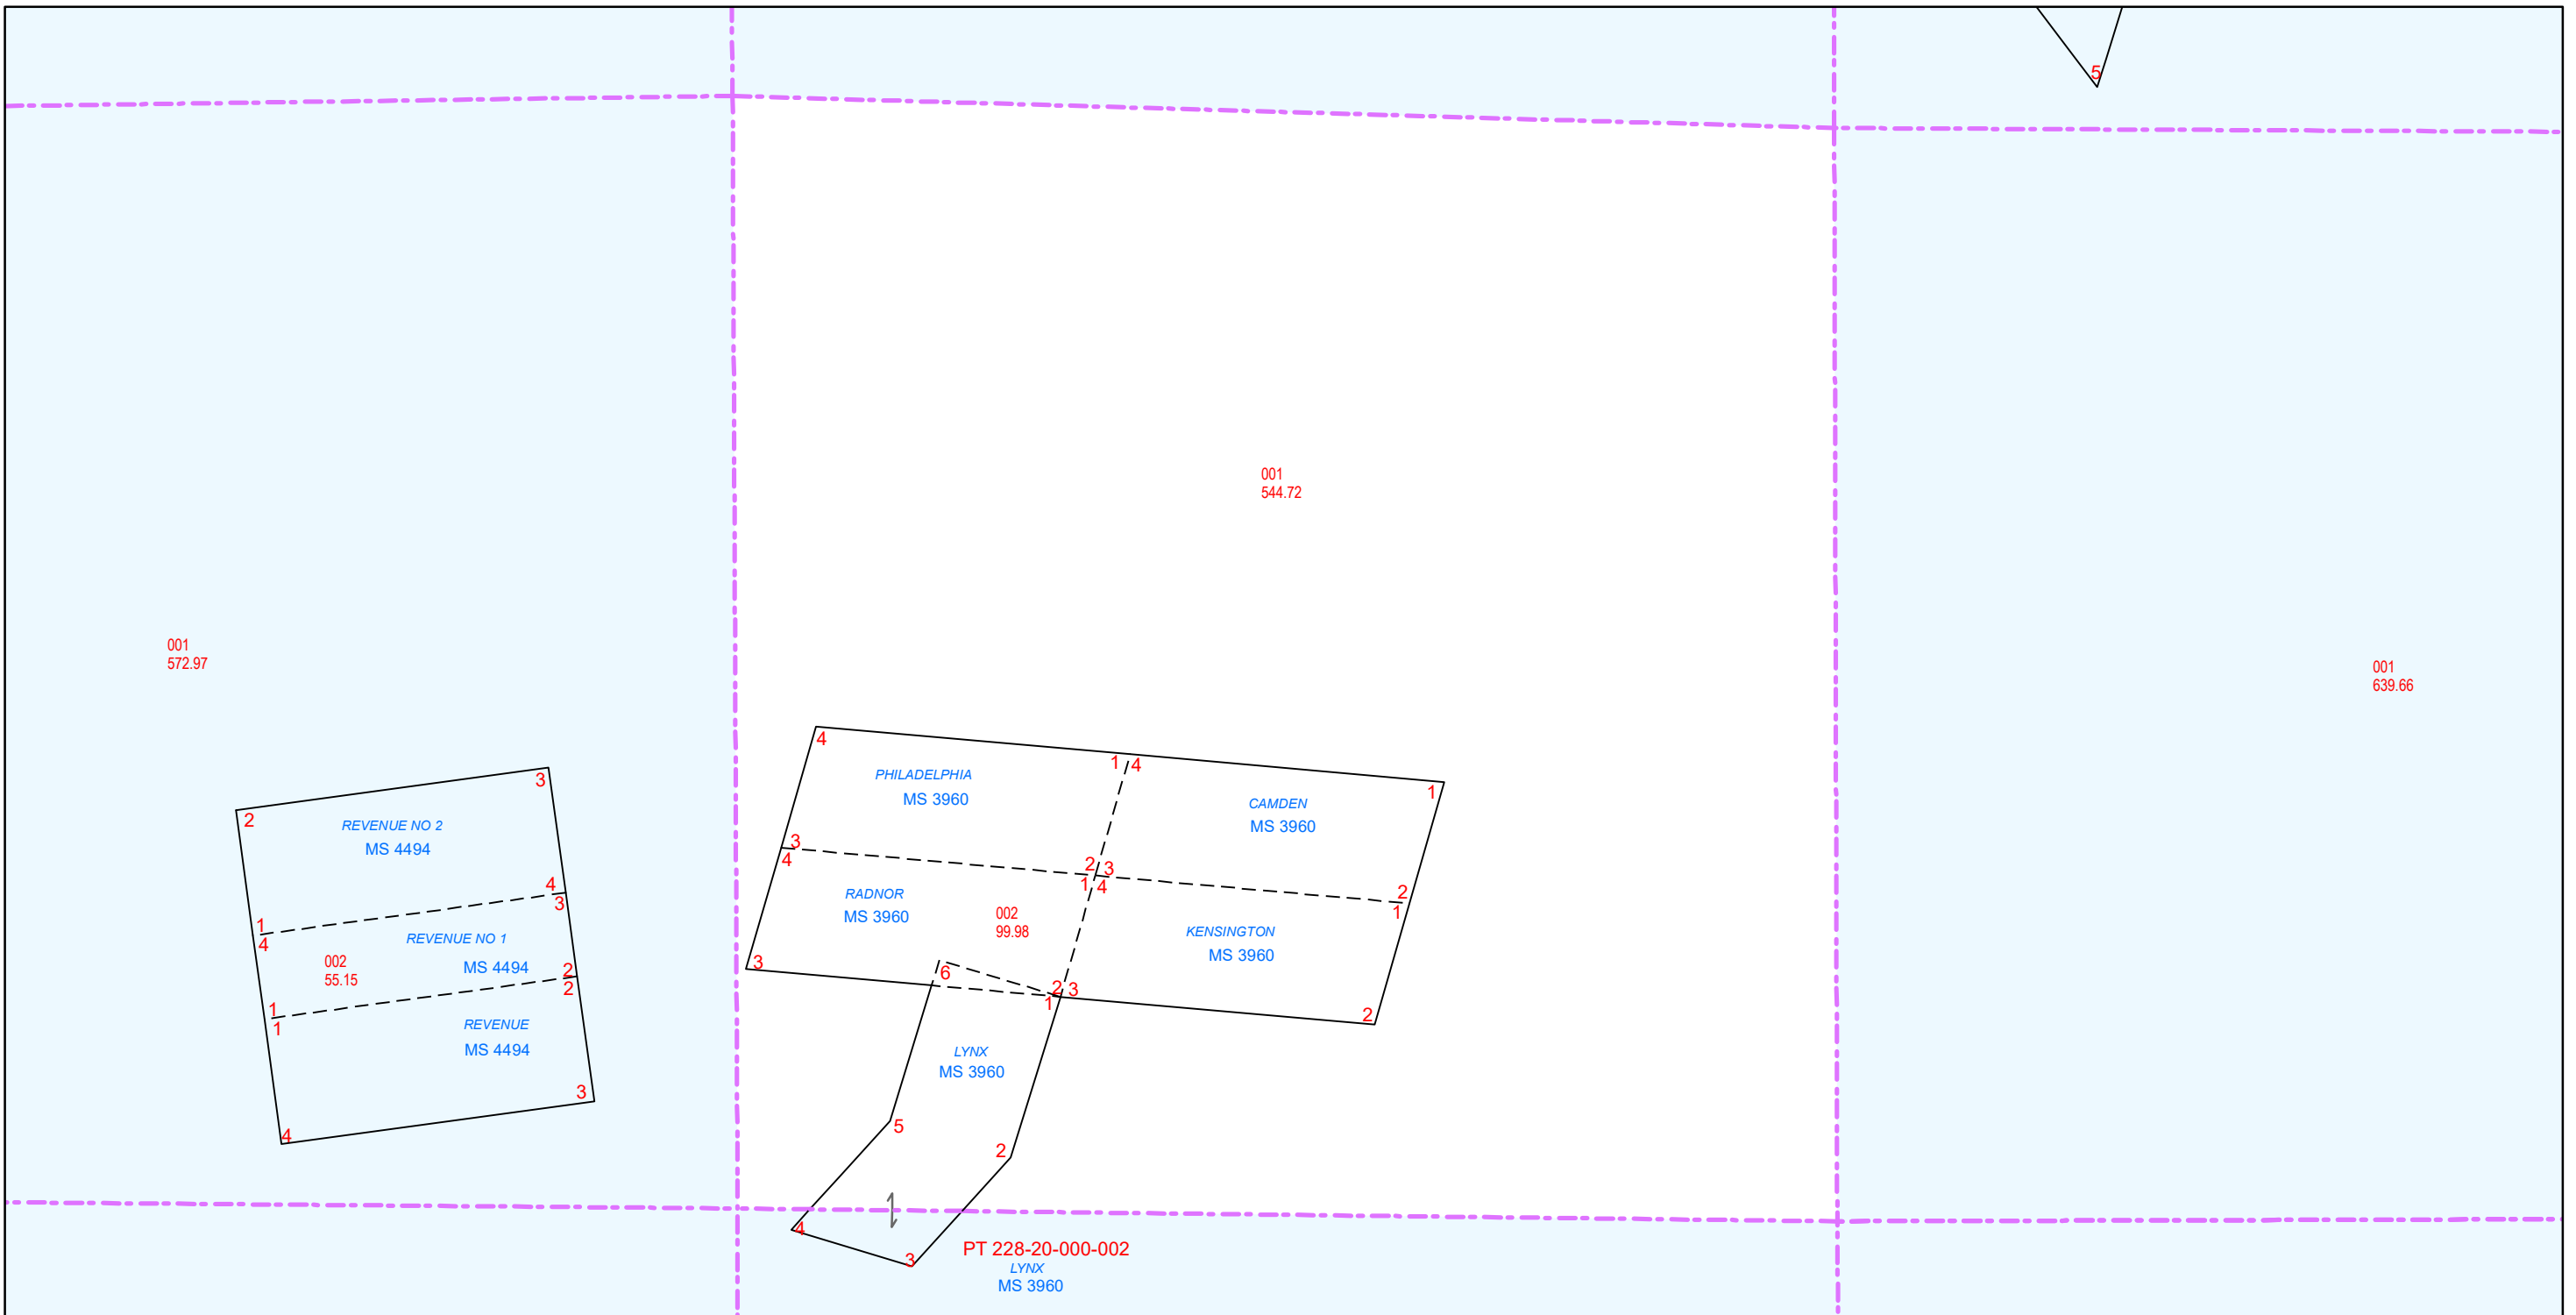 5
001
544.72
001
572.97
001
639.66
4
1
4
PHILADELPHIA
MS 3960
CAMDEN
MS 3960
1
3
2
REVENUE NO 2
MS 4494
3
4
2
3
2
4
3
1
4
1
RADNOR
MS 3960
002
99.98
KENSINGTON
MS 3960
1
4
REVENUE NO 1
MS 4494
002
55.15
2
2
3
6
2
3
1
2
1
1
REVENUE
MS 4494
3
4
LYNX
MS 3960
5
2
4
3
PT 228-20-000-002
LYNX
MS 3960